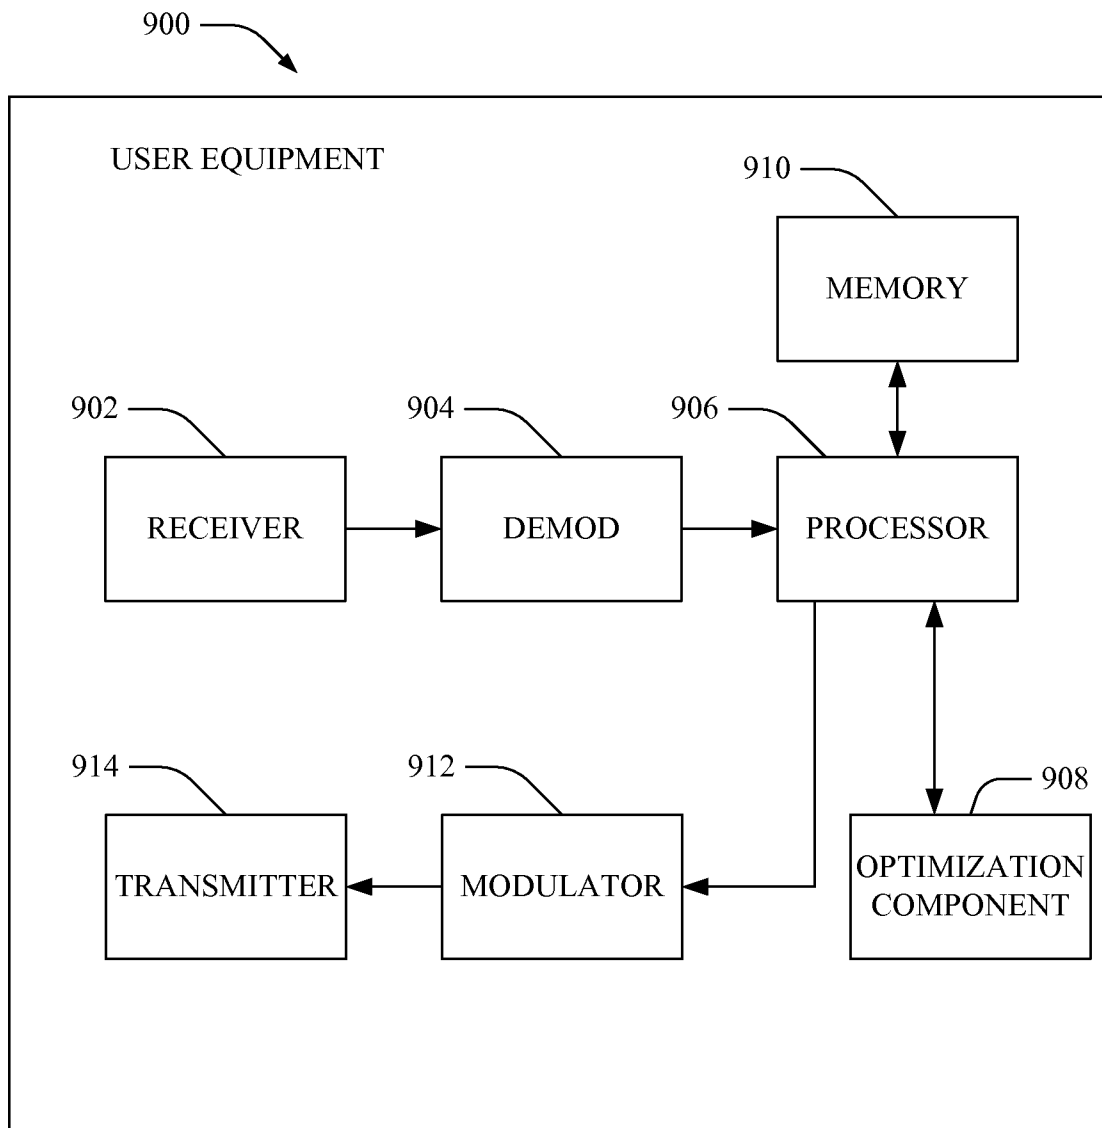 900
USER EQUIPMENT
910
MEMORY
902
904
906
RECEIVER
DEMOD
PROCESSOR
914
912
908
TRANSMITTER
MODULATOR
OPTIMIZATION
COMPONENT